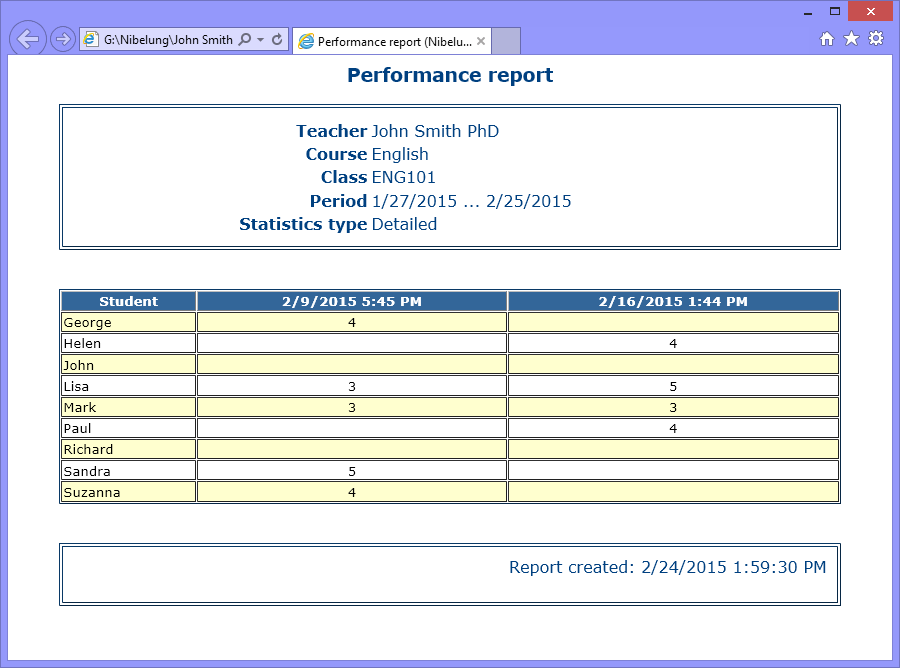 G:\Nibelung\John Smith
Performance report (Nibelu...
Performance report
Teacher John Smith PhD
Course English
Class ENG101
Period 1/27/2015 ... 2/25/2015
Statistics type Detailed
Student 2/9/2015 5:45 PM 2/16/2015 1:44 PM
George 4
Helen 4
John
Lisa 3 5
Mark 3 3
Paul 4
Richard
Sandra 5
Suzanna 4
Report created: 2/24/2015 1:59:30 PM